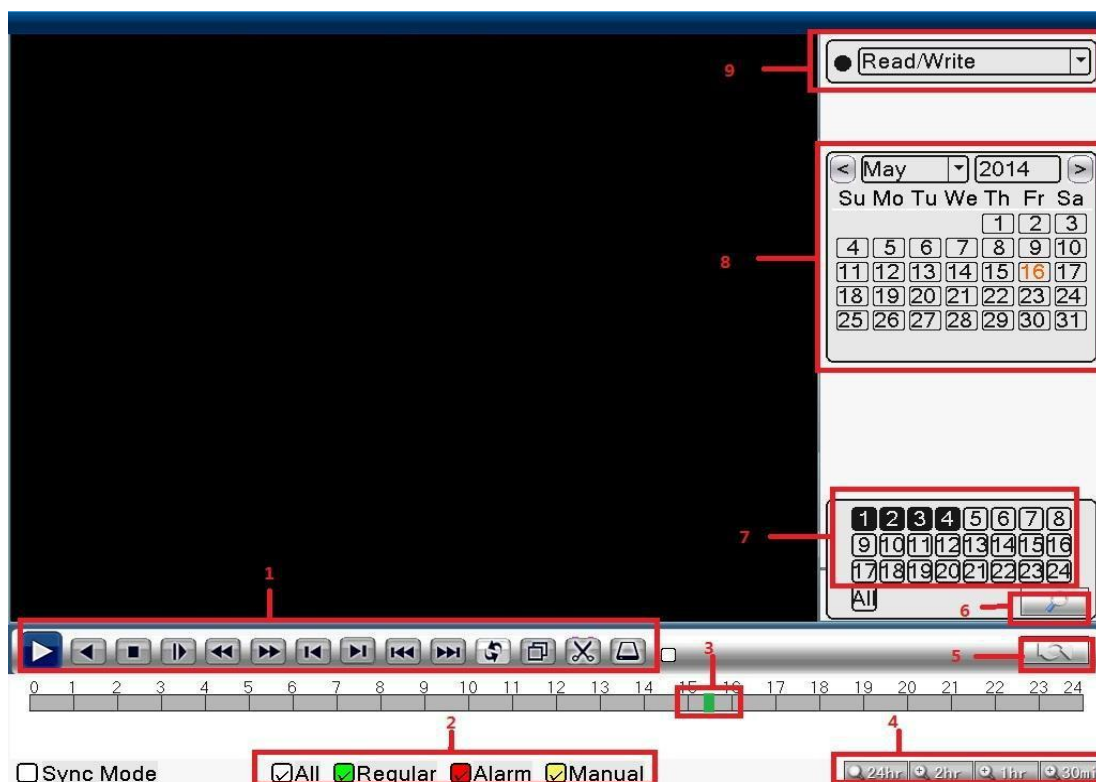 9
Read/Write
< May 2014 >
Su Mo Tu We Th Fr Sa
1 2 3
4 5 6 7 8 9 10
11 12 13 14 15 16 17
18 19 20 21 22 23 24
25 26 27 28 29 30 31
8
7
1 2 3 4 5 6 7 8
9 10 11 12 13 14 15 16
17 18 19 20 21 22 23 24
All
6
1
3
5
0 1 2 3 4 5 6 7 8 9 10 11 12 13 14 15 16 17 18 19 20 21 22 23 24
2
4
Sync Mode
All Regular Alarm Manual
24hr 2hr 1hr 30mi